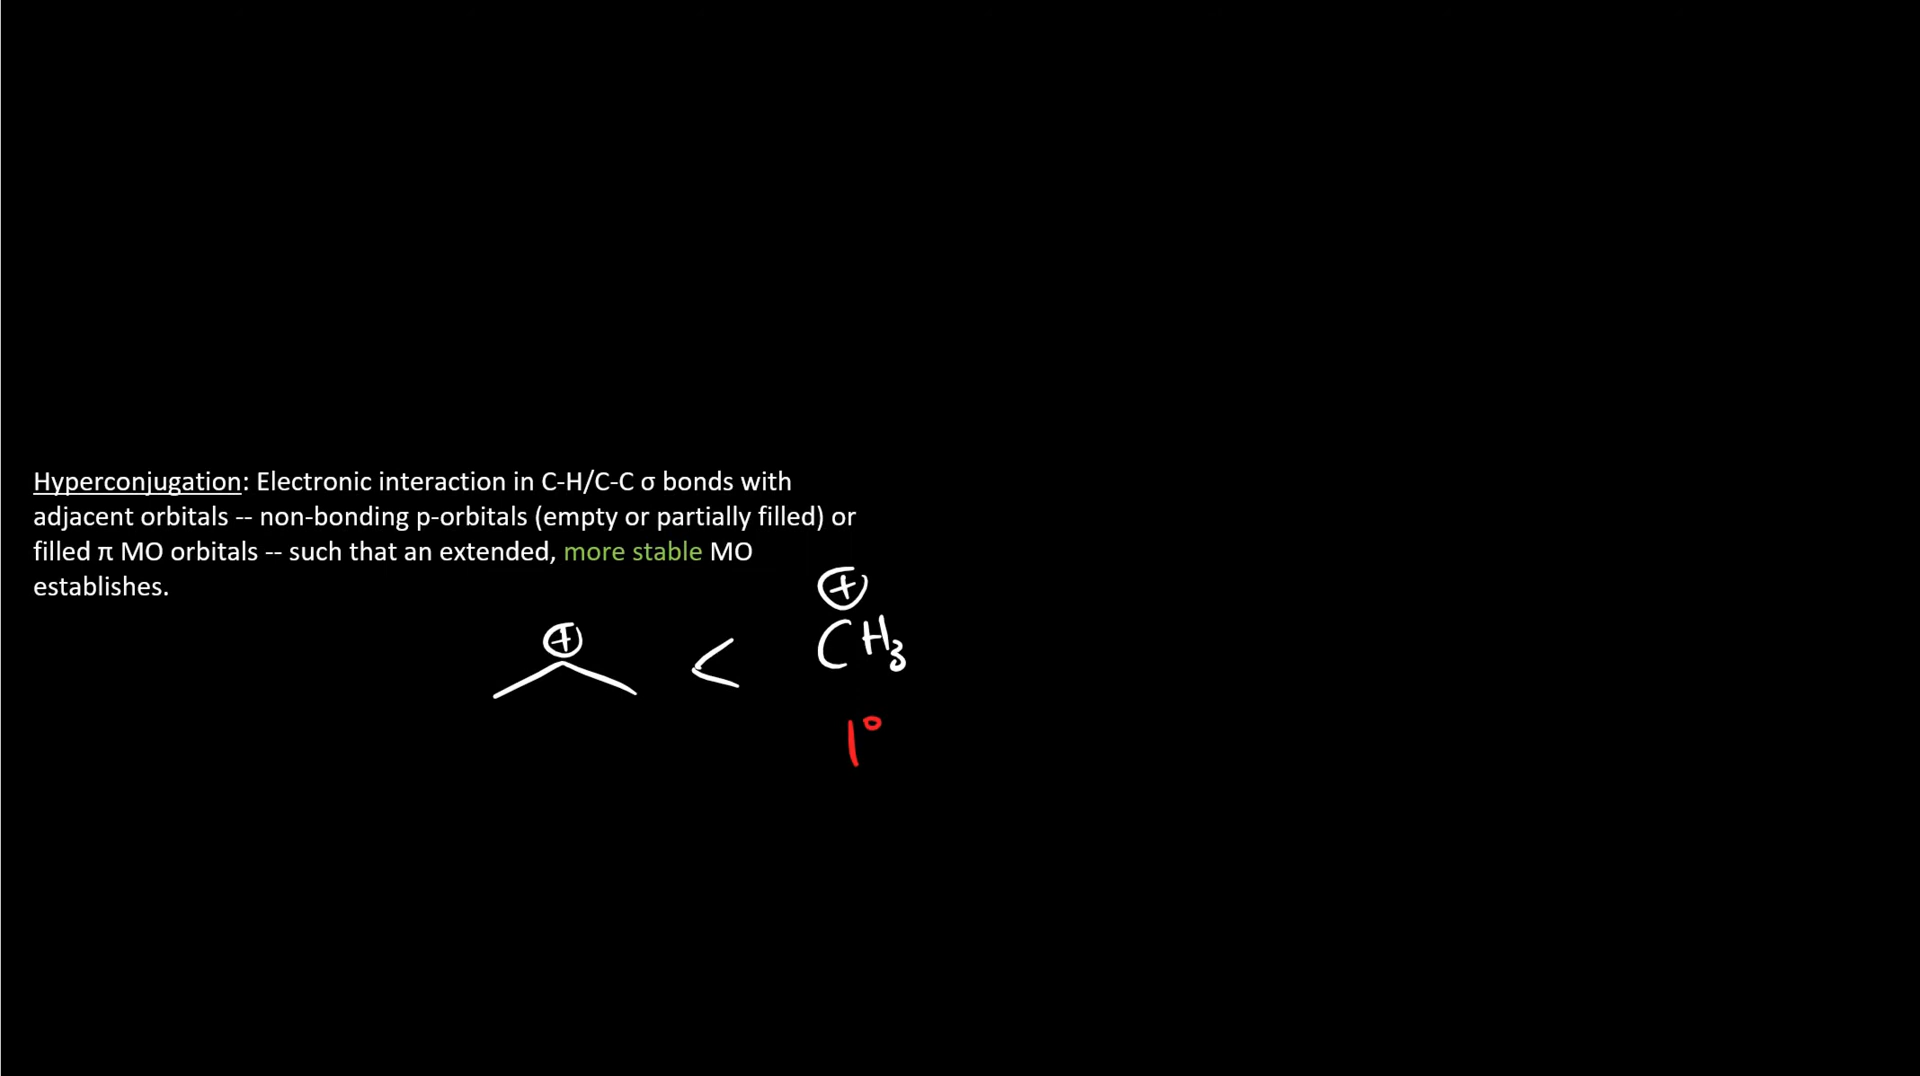 Hyperconjugation: Electronic interaction in C-H/C-C σ bonds with
adjacent orbitals -- non-bonding p-orbitals (empty or partially filled) or
filled π MO orbitals -- such that an extended, more stable MO
establishes.
⊕
⊕
< CH₃
1°